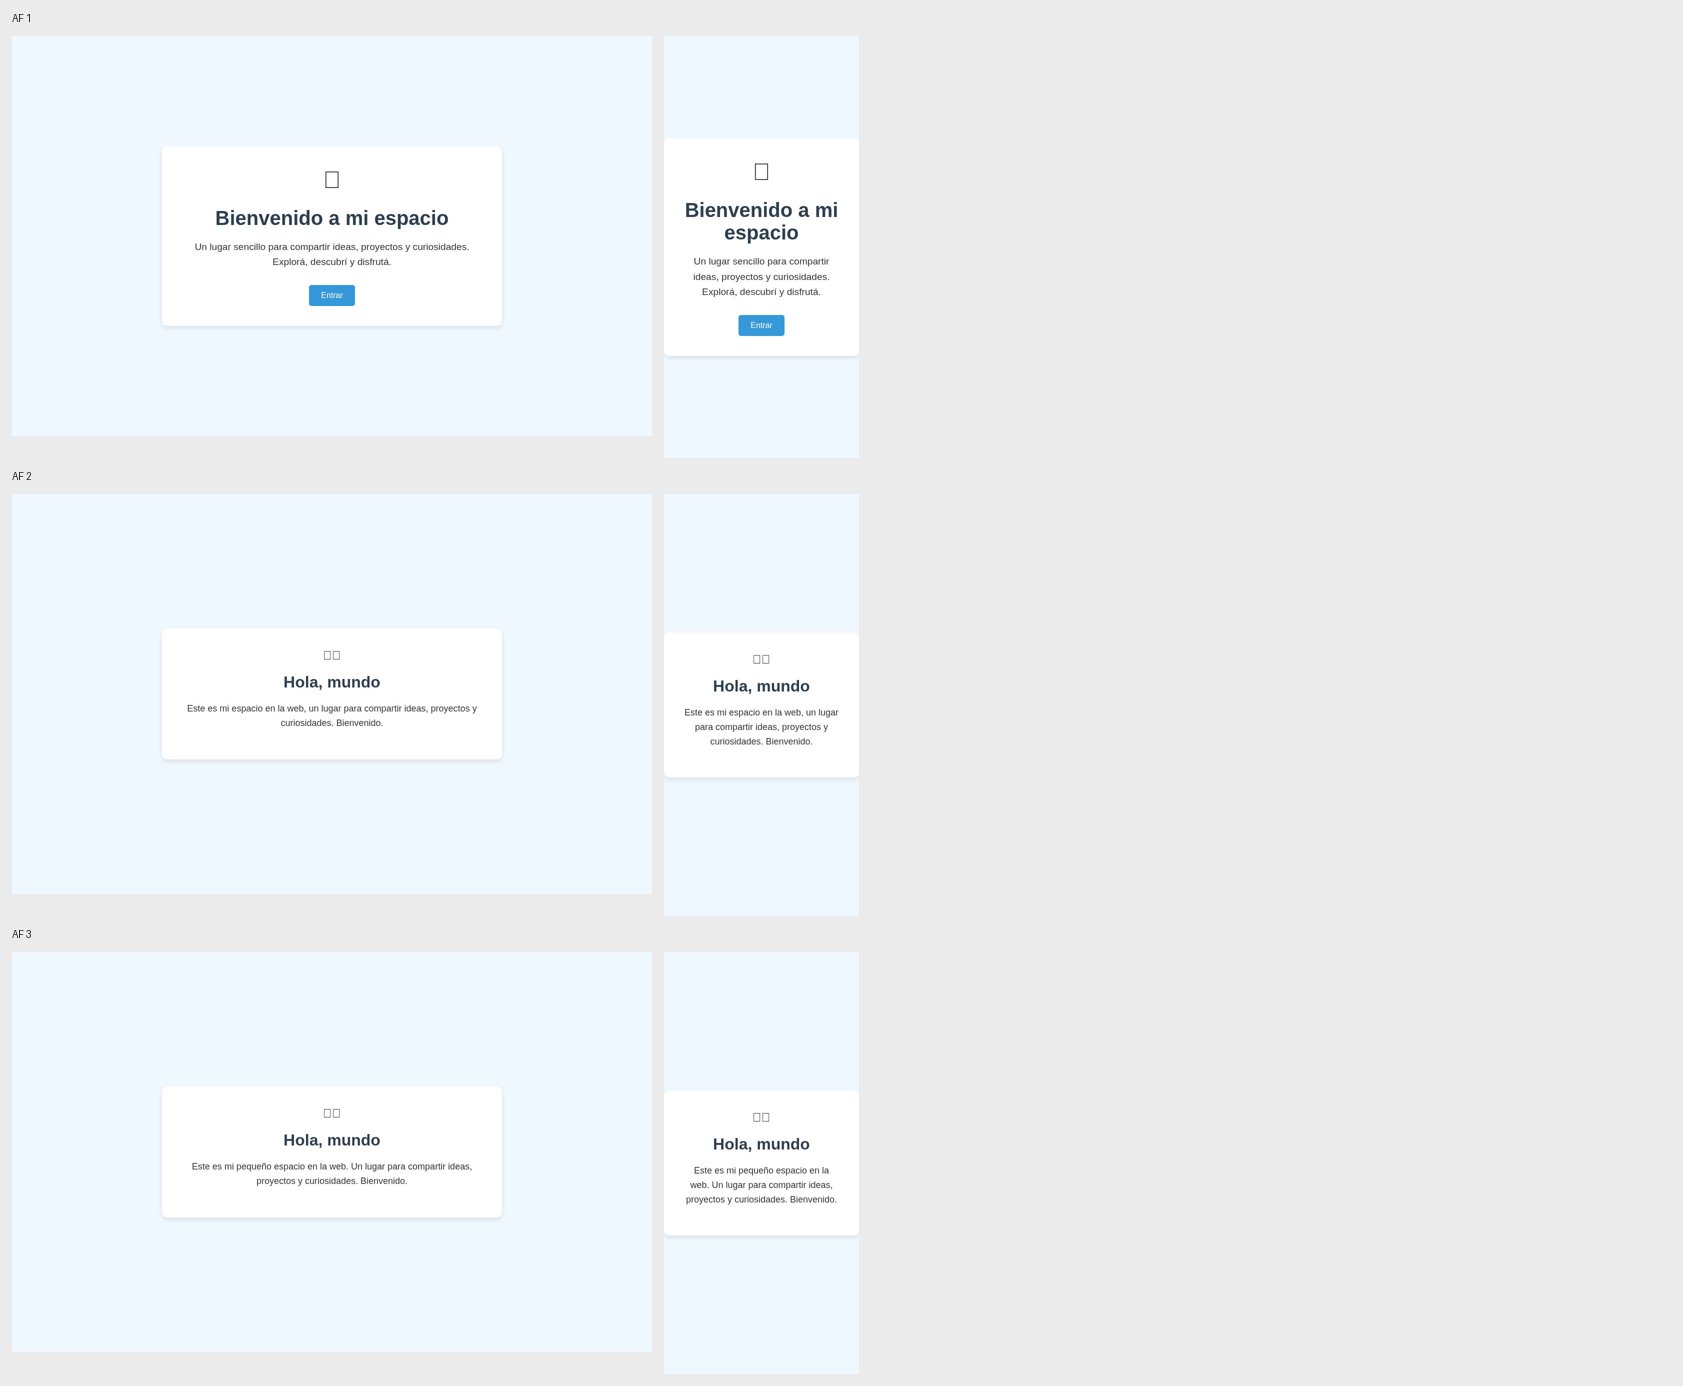 AF 1
Bienvenido a mi espacio
Un lugar sencillo para compartir ideas, proyectos y curiosidades.
Explorá, descubrí y disfrutá.
Entrar
Bienvenido a mi
espacio
Un lugar sencillo para compartir
ideas, proyectos y curiosidades.
Explorá, descubrí y disfrutá.
Entrar
AF 2
Hola, mundo
Este es mi espacio en la web, un lugar para compartir ideas, proyectos y
curiosidades. Bienvenido.
Hola, mundo
Este es mi espacio en la web, un lugar
para compartir ideas, proyectos y
curiosidades. Bienvenido.
AF 3
Hola, mundo
Este es mi pequeño espacio en la web. Un lugar para compartir ideas,
proyectos y curiosidades. Bienvenido.
Hola, mundo
Este es mi pequeño espacio en la
web. Un lugar para compartir ideas,
proyectos y curiosidades. Bienvenido.